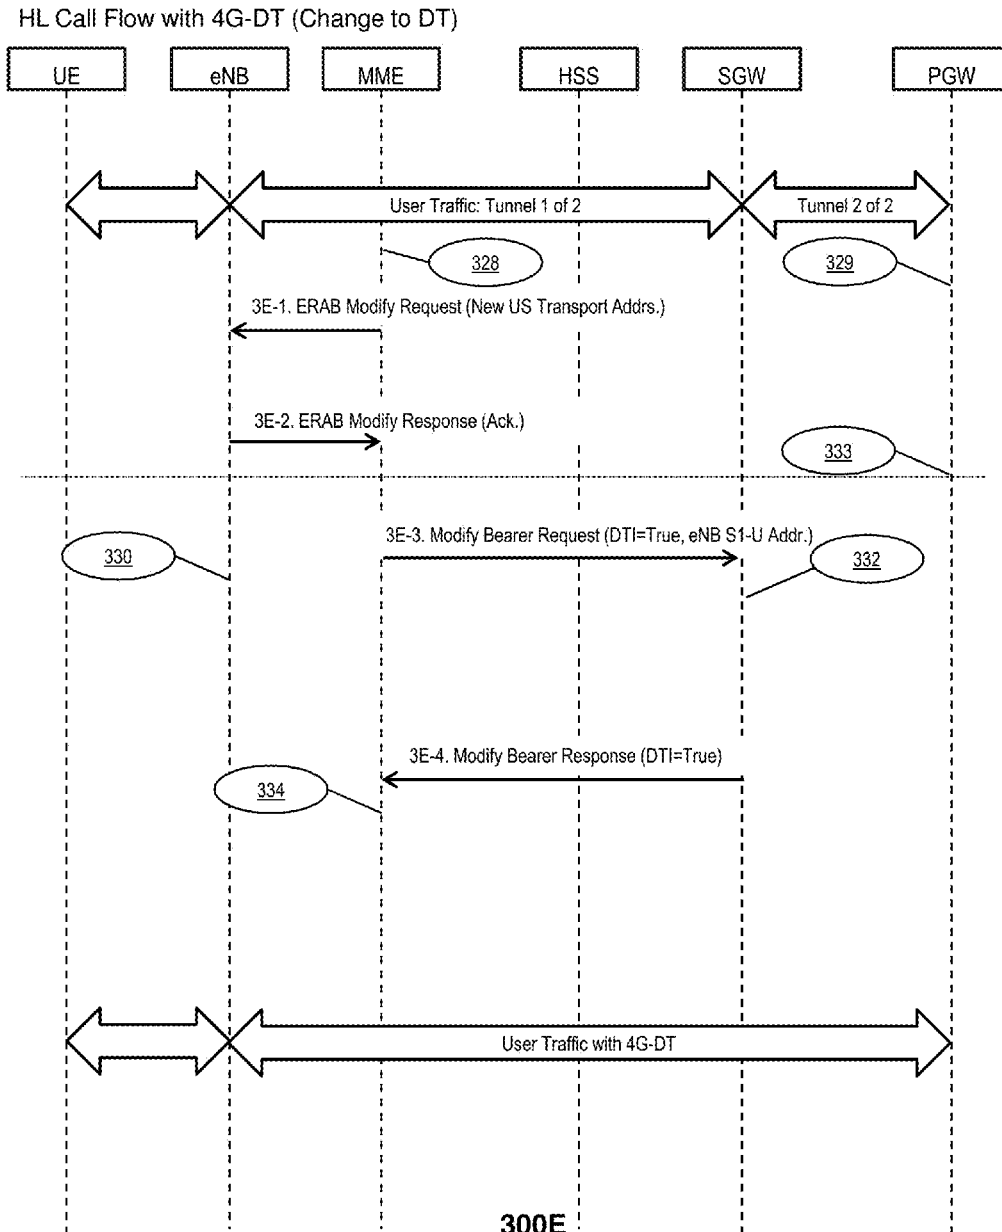 HL Call Flow with 4G-DT (Change to DT)
UE eNB MME HSS SGW PGW
User Traffic: Tunnel 1 of 2 Tunnel 2 of 2
328 329
3E-1. ERAB Modify Request (New US Transport Addrs.)
3E-2. ERAB Modify Response (Ack.)
333
3E-3. Modify Bearer Request (DTI=True, eNB S1-U Addr.)
330 332
3E-4. Modify Bearer Response (DTI=True)
334
User Traffic with 4G-DT
300E